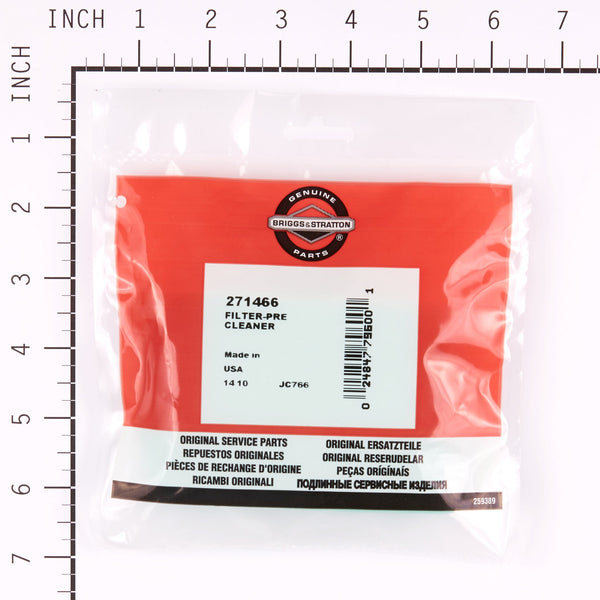 INCH 1 2 3 4 5 6 7
INCH
1
2
3
4
5
6
7
GENUINE
BRIGGS&STRATTON
®
PARTS
271466
FILTER-PRE
CLEANER
Made in
USA
14 10 JC766
0 24847 75600 1
ORIGINAL SERVICE PARTS
REPUESTOS ORIGINALES
PIÈCES DE RECHANGE D'ORIGINE
RICAMBI ORIGINALI
ORIGINAL ERSATZTEILE
ORIGINAL RESERUDELAR
PEÇAS ORIGÍNAIS
ПОДЛИННЫЕ СЕРВИСНЫЕ ИЗДЕЛИЯ
259389